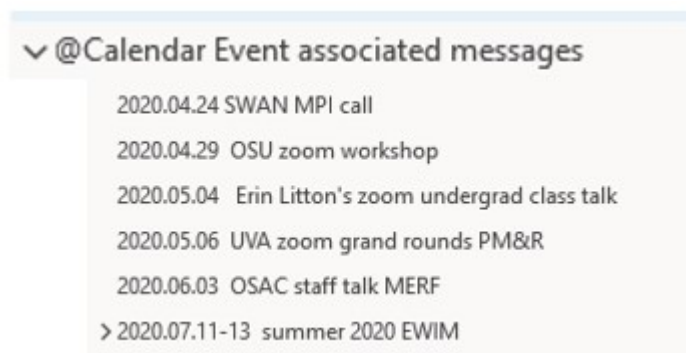 @Calendar Event associated messages
2020.04.24 SWAN MPI call
2020.04.29 OSU zoom workshop
2020.05.04 Erin Litton's zoom undergrad class talk
2020.05.06 UVA zoom grand rounds PM&R
2020.06.03 OSAC staff talk MERF
2020.07.11-13 summer 2020 EWIM